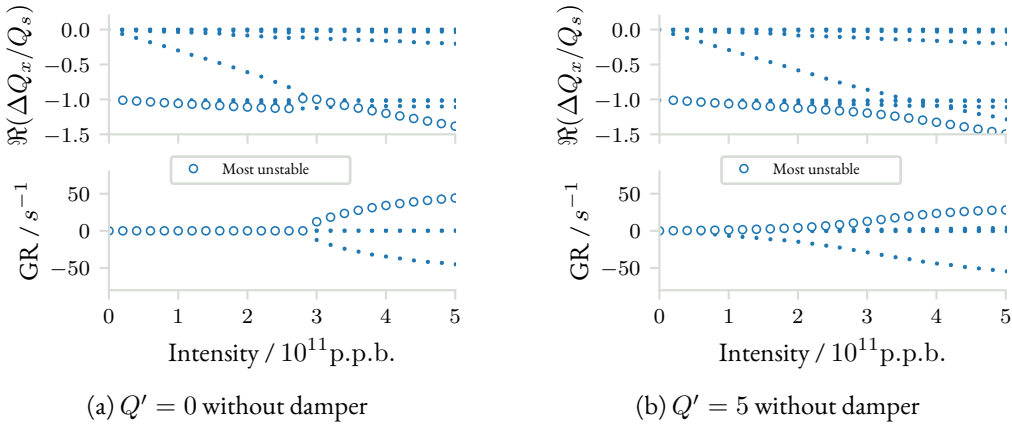 ℜ(ΔQ_x/Q_s)
0.0
−0.5
−1.0
−1.5
Most unstable
GR / s^{−1}
50
0
−50
0 1 2 3 4 5
Intensity / 10^{11} p.p.b.
(a) Q′ = 0 without damper
ℜ(ΔQ_x/Q_s)
0.0
−0.5
−1.0
−1.5
Most unstable
GR / s^{−1}
50
0
−50
0 1 2 3 4 5
Intensity / 10^{11} p.p.b.
(b) Q′ = 5 without damper